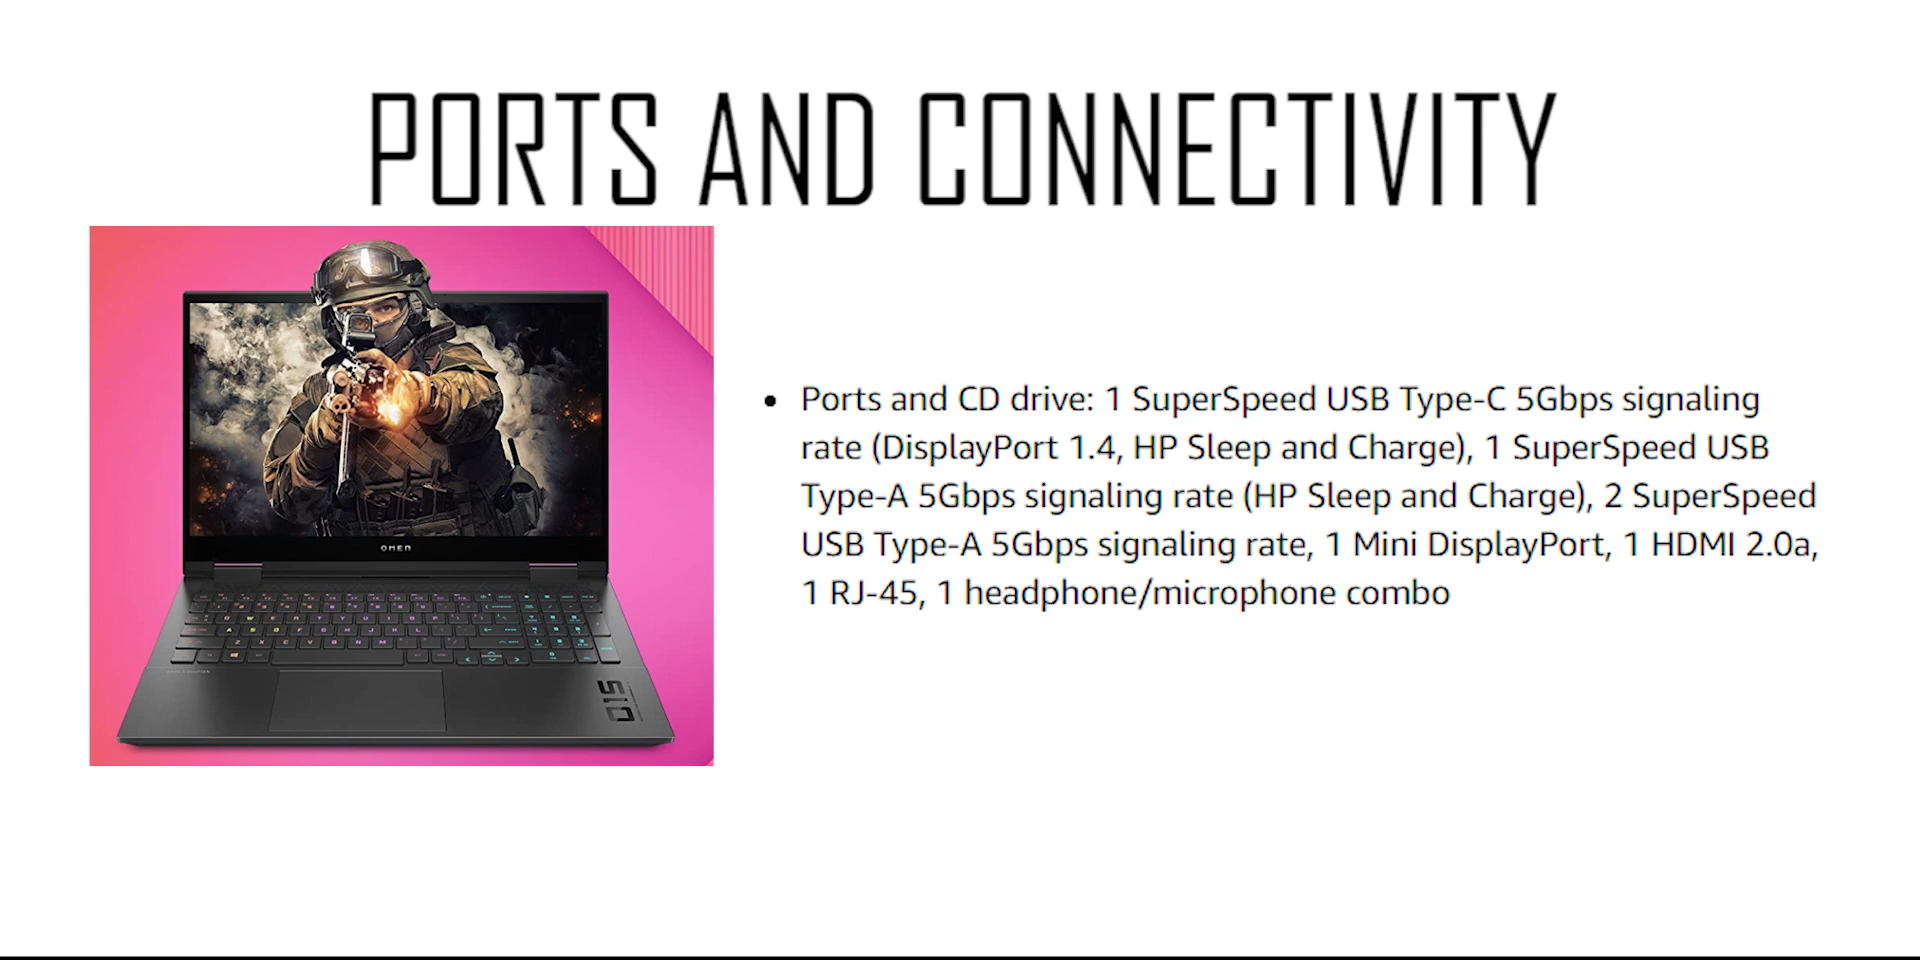 PORTS AND CONNECTIVITY
Ports and CD drive: 1 SuperSpeed USB Type-C 5Gbps signaling
rate (DisplayPort 1.4, HP Sleep and Charge), 1 SuperSpeed USB
Type-A 5Gbps signaling rate (HP Sleep and Charge), 2 SuperSpeed
USB Type-A 5Gbps signaling rate, 1 Mini DisplayPort, 1 HDMI 2.0a,
1 RJ-45, 1 headphone/microphone combo
OMEN
015